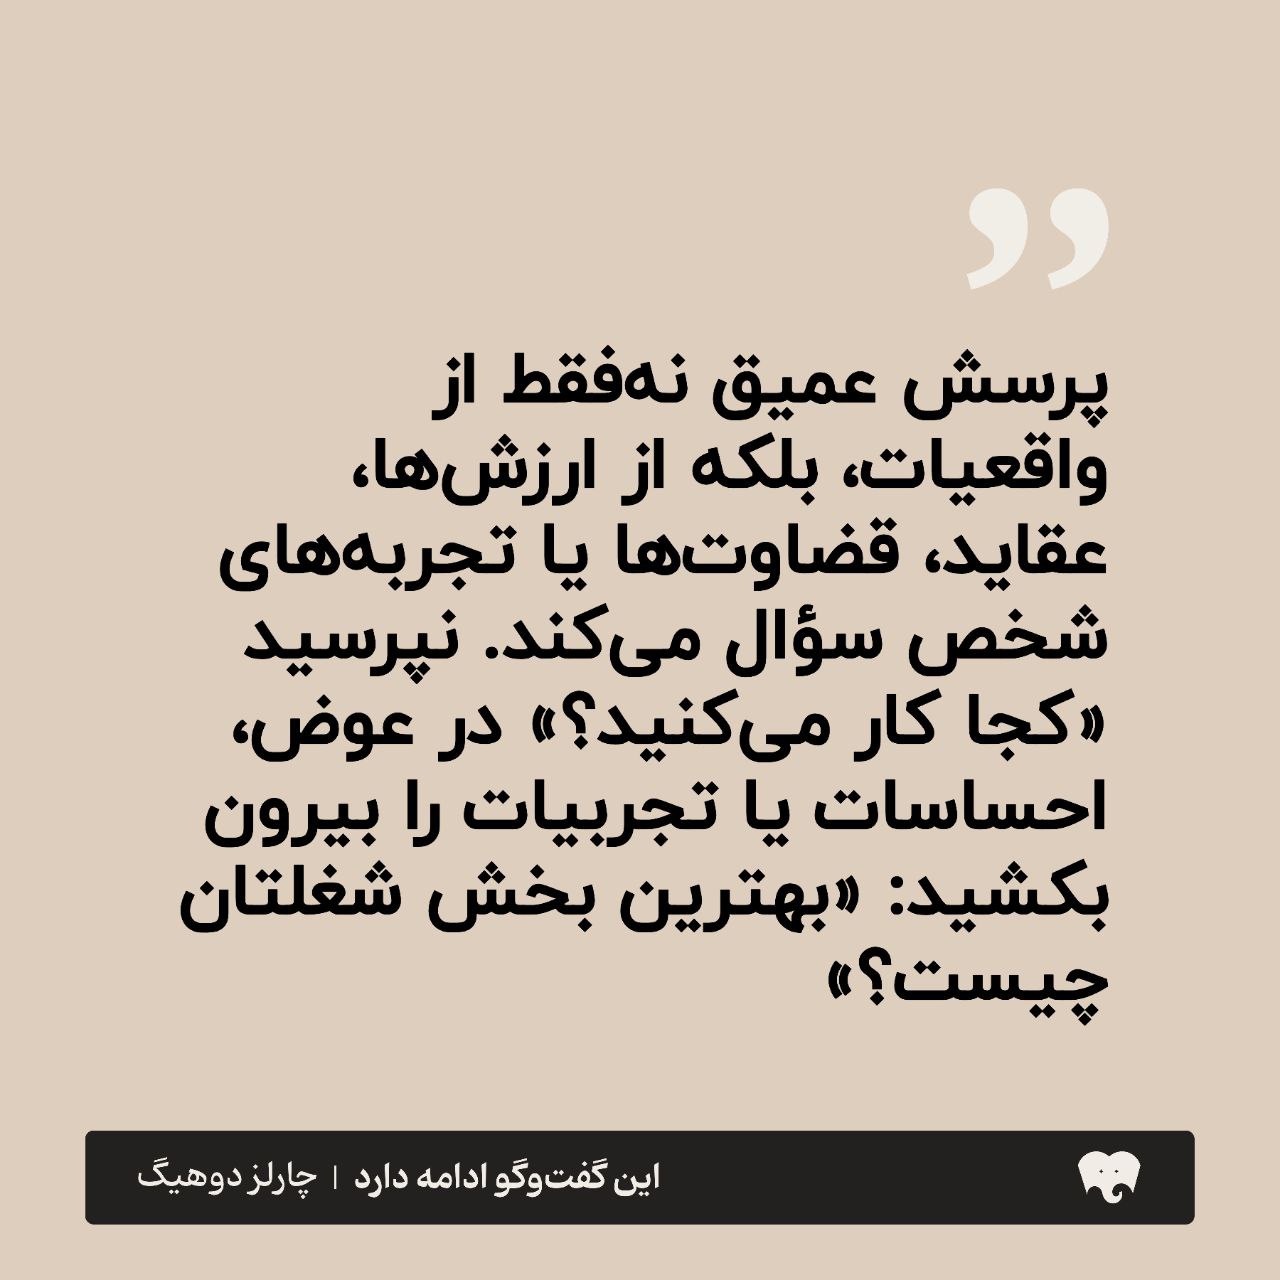 پرسش عمیق نه‌فقط از
واقعیات، بلکه از ارزش‌ها،
عقاید، قضاوت‌ها یا تجربه‌های
شخص سؤال می‌کند. نپرسید
«کجا کار می‌کنید؟» در عوض،
احساسات یا تجربیات را بیرون
بکشید: «بهترین بخش شغلتان
چیست؟»
این گفت‌وگو ادامه دارد | چارلز دوهیگ